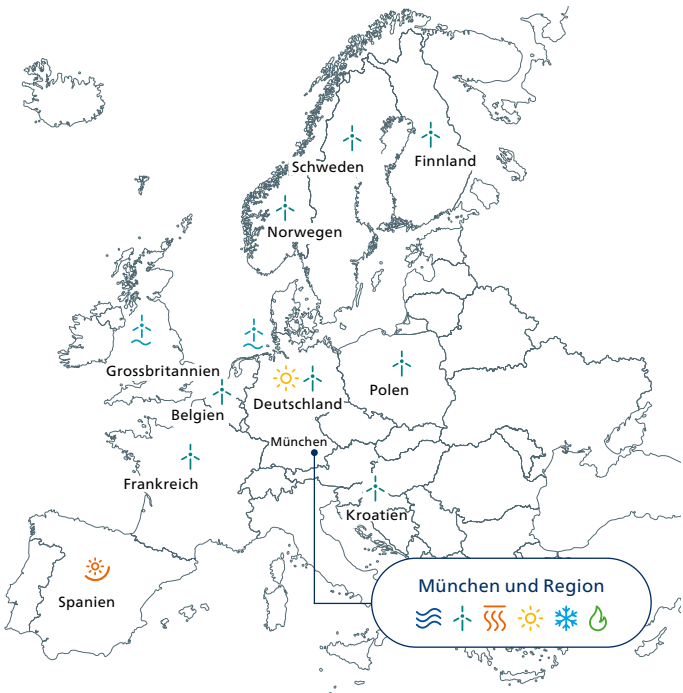 Schweden
Finnland
Norwegen
Grossbritannien
Belgien
Deutschland
Polen
München
Frankreich
Kroatien
Spanien
München und Region